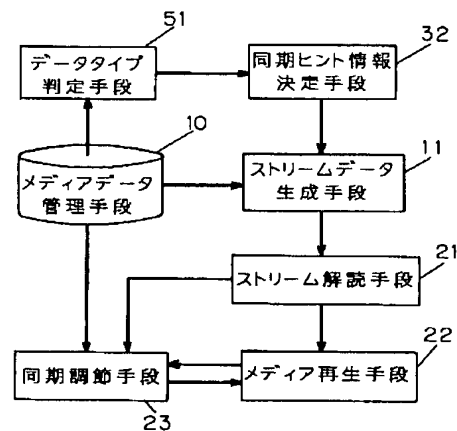 51
データタイプ
判定手段
32
同期ヒント情報
決定手段
10
メディアデータ
管理手段
11
ストリームデータ
生成手段
21
ストリーム解読手段
22
同期調節手段
メディア再生手段
23